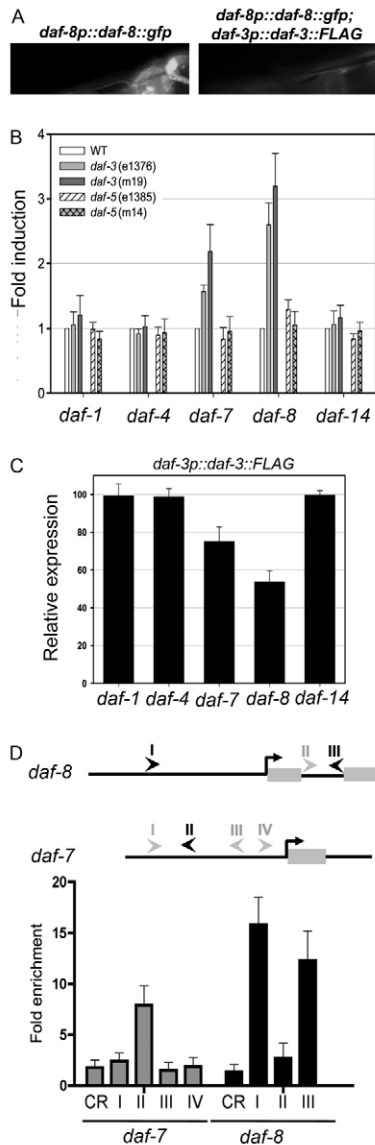 A
daf-8p::daf-8::gfp
daf-8p::daf-8::gfp;
daf-3p::daf-3::FLAG
B
Fold induction
4
3
2
1
0
WT
daf-3(e1376)
daf-3(m19)
daf-5(e1385)
daf-5(m14)
daf-1 daf-4 daf-7 daf-8 daf-14
C
daf-3p::daf-3::FLAG
Relative expression
100
80
60
40
20
0
daf-1 daf-4 daf-7 daf-8 daf-14
D
I II III
daf-8
I II III IV
daf-7
Fold enrichment
20
15
10
5
0
CR I II III IV CR I II III
daf-7 daf-8